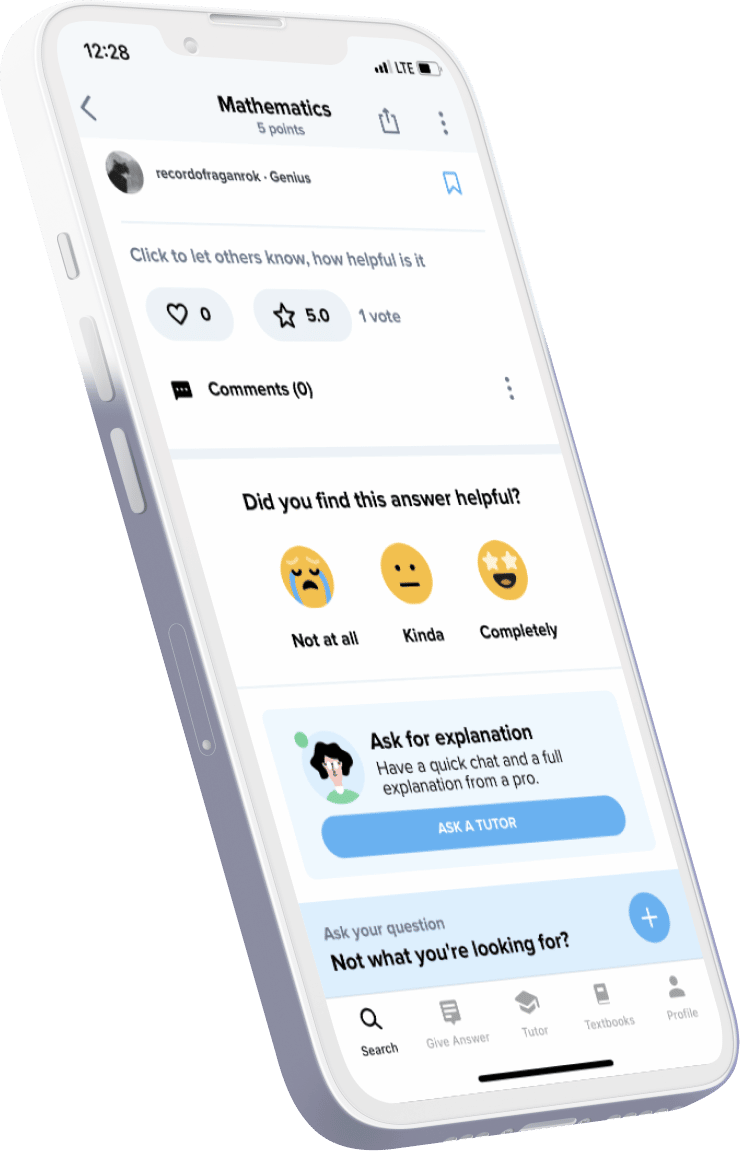 12:28
LTE
Mathematics
5 points
recordofraganrok · Genius
Click to let others know, how helpful is it
0
5.0
1 vote
Comments (0)
Did you find this answer helpful?
Not at all
Kinda
Completely
Ask for explanation
Have a quick chat and a full
explanation from a pro.
ASK A TUTOR
Ask your question
Not what you're looking for?
Search
Give Answer
Tutor
Textbooks
Profile